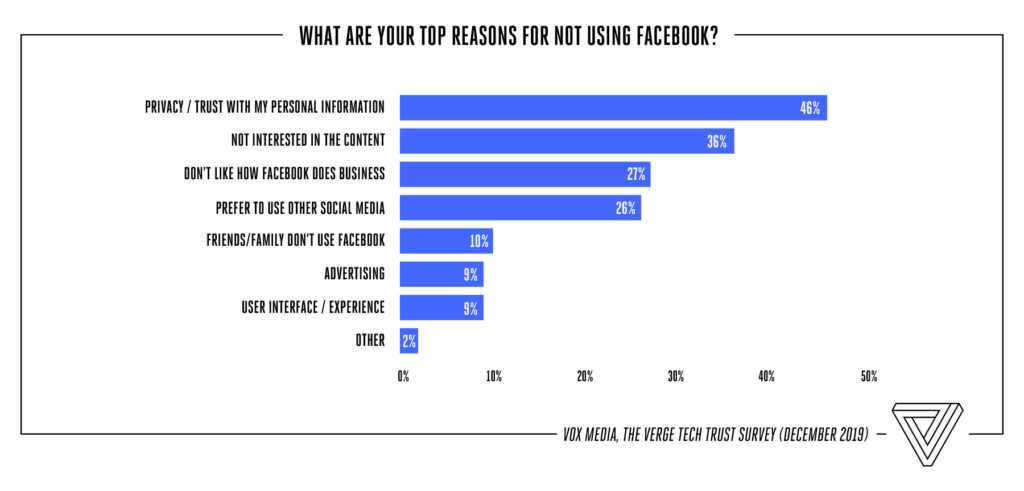 WHAT ARE YOUR TOP REASONS FOR NOT USING FACEBOOK?
PRIVACY / TRUST WITH MY PERSONAL INFORMATION 46%
NOT INTERESTED IN THE CONTENT 36%
DON'T LIKE HOW FACEBOOK DOES BUSINESS 27%
PREFER TO USE OTHER SOCIAL MEDIA 26%
FRIENDS/FAMILY DON'T USE FACEBOOK 10%
ADVERTISING 9%
USER INTERFACE / EXPERIENCE 9%
OTHER 2%
0% 10% 20% 30% 40% 50%
VOX MEDIA, THE VERGE TECH TRUST SURVEY (DECEMBER 2019)